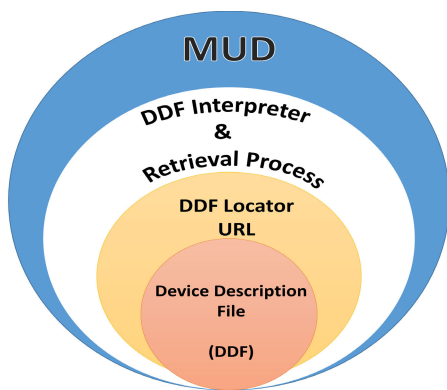 MUD
DDF Interpreter
&
Retrieval Process
DDF Locator
URL
Device Description
File
(DDF)